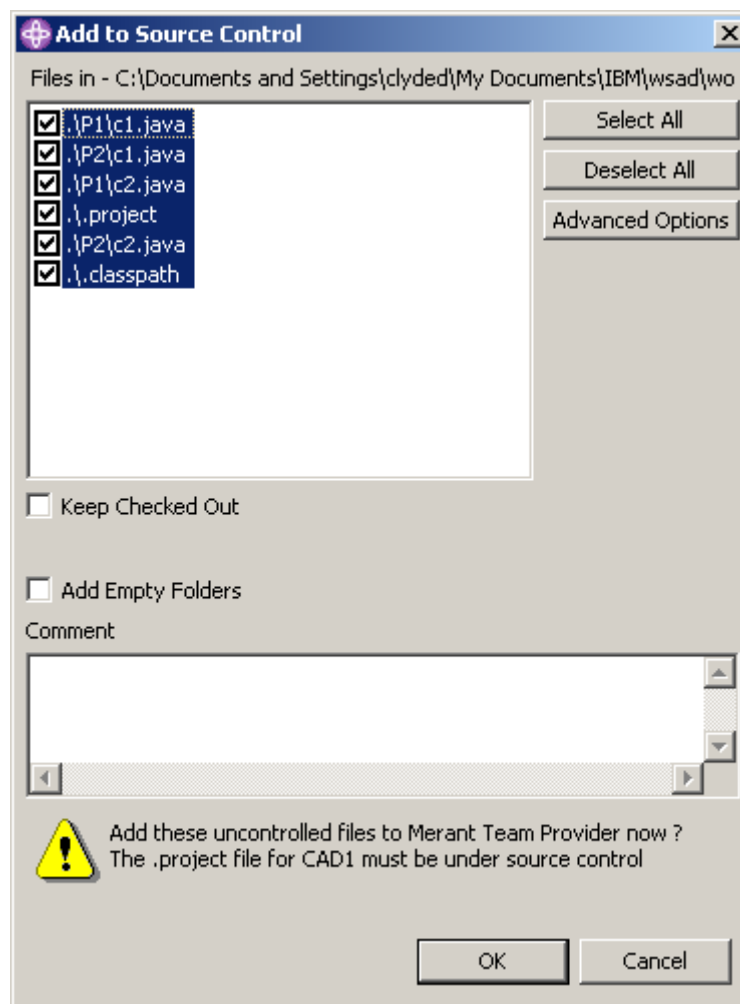 Add to Source Control
Files in - C:\Documents and Settings\clyded\My Documents\IBM\wsad\wo
.\P1\c1.java
.\P2\c1.java
.\P1\c2.java
.\.project
.\P2\c2.java
.\.classpath
Select All
Deselect All
Advanced Options
Keep Checked Out
Add Empty Folders
Comment
Add these uncontrolled files to Merant Team Provider now ?
The .project file for CAD1 must be under source control
OK
Cancel